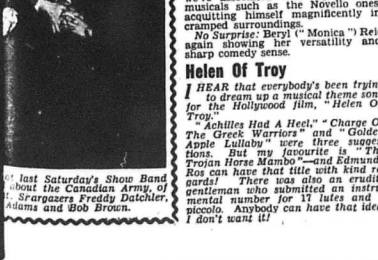 musicals such as the Novello ones
acquitting himself magnificently in
cramped surroundings.
No Surprise: Beryl (" Monica ") Rei
again showing her versatility and
sharp comedy sense.
Helen Of Troy
I HEAR that everybody's been tryin
to dream up a musical theme son
for the Hollywood film, "Helen O
Troy."
"Achilles Had A Heel," "Charge O
The Greek Warriors" and "Golde
Apple Lullaby" were three sugges
tions. But my favourite is "Th
Trojan Horse Mambo"—and Edmund
Ros can have that title with kind re
gards! There was also an erudit
gentleman who submitted an instru
mental number for 17 lutes and
piccolo. Anybody can have that idea
I don't want it!
last Saturday's Show Band
about the Canadian Army, of
t. Srargazers Freddy Datchler,
Adams and Bob Brown.